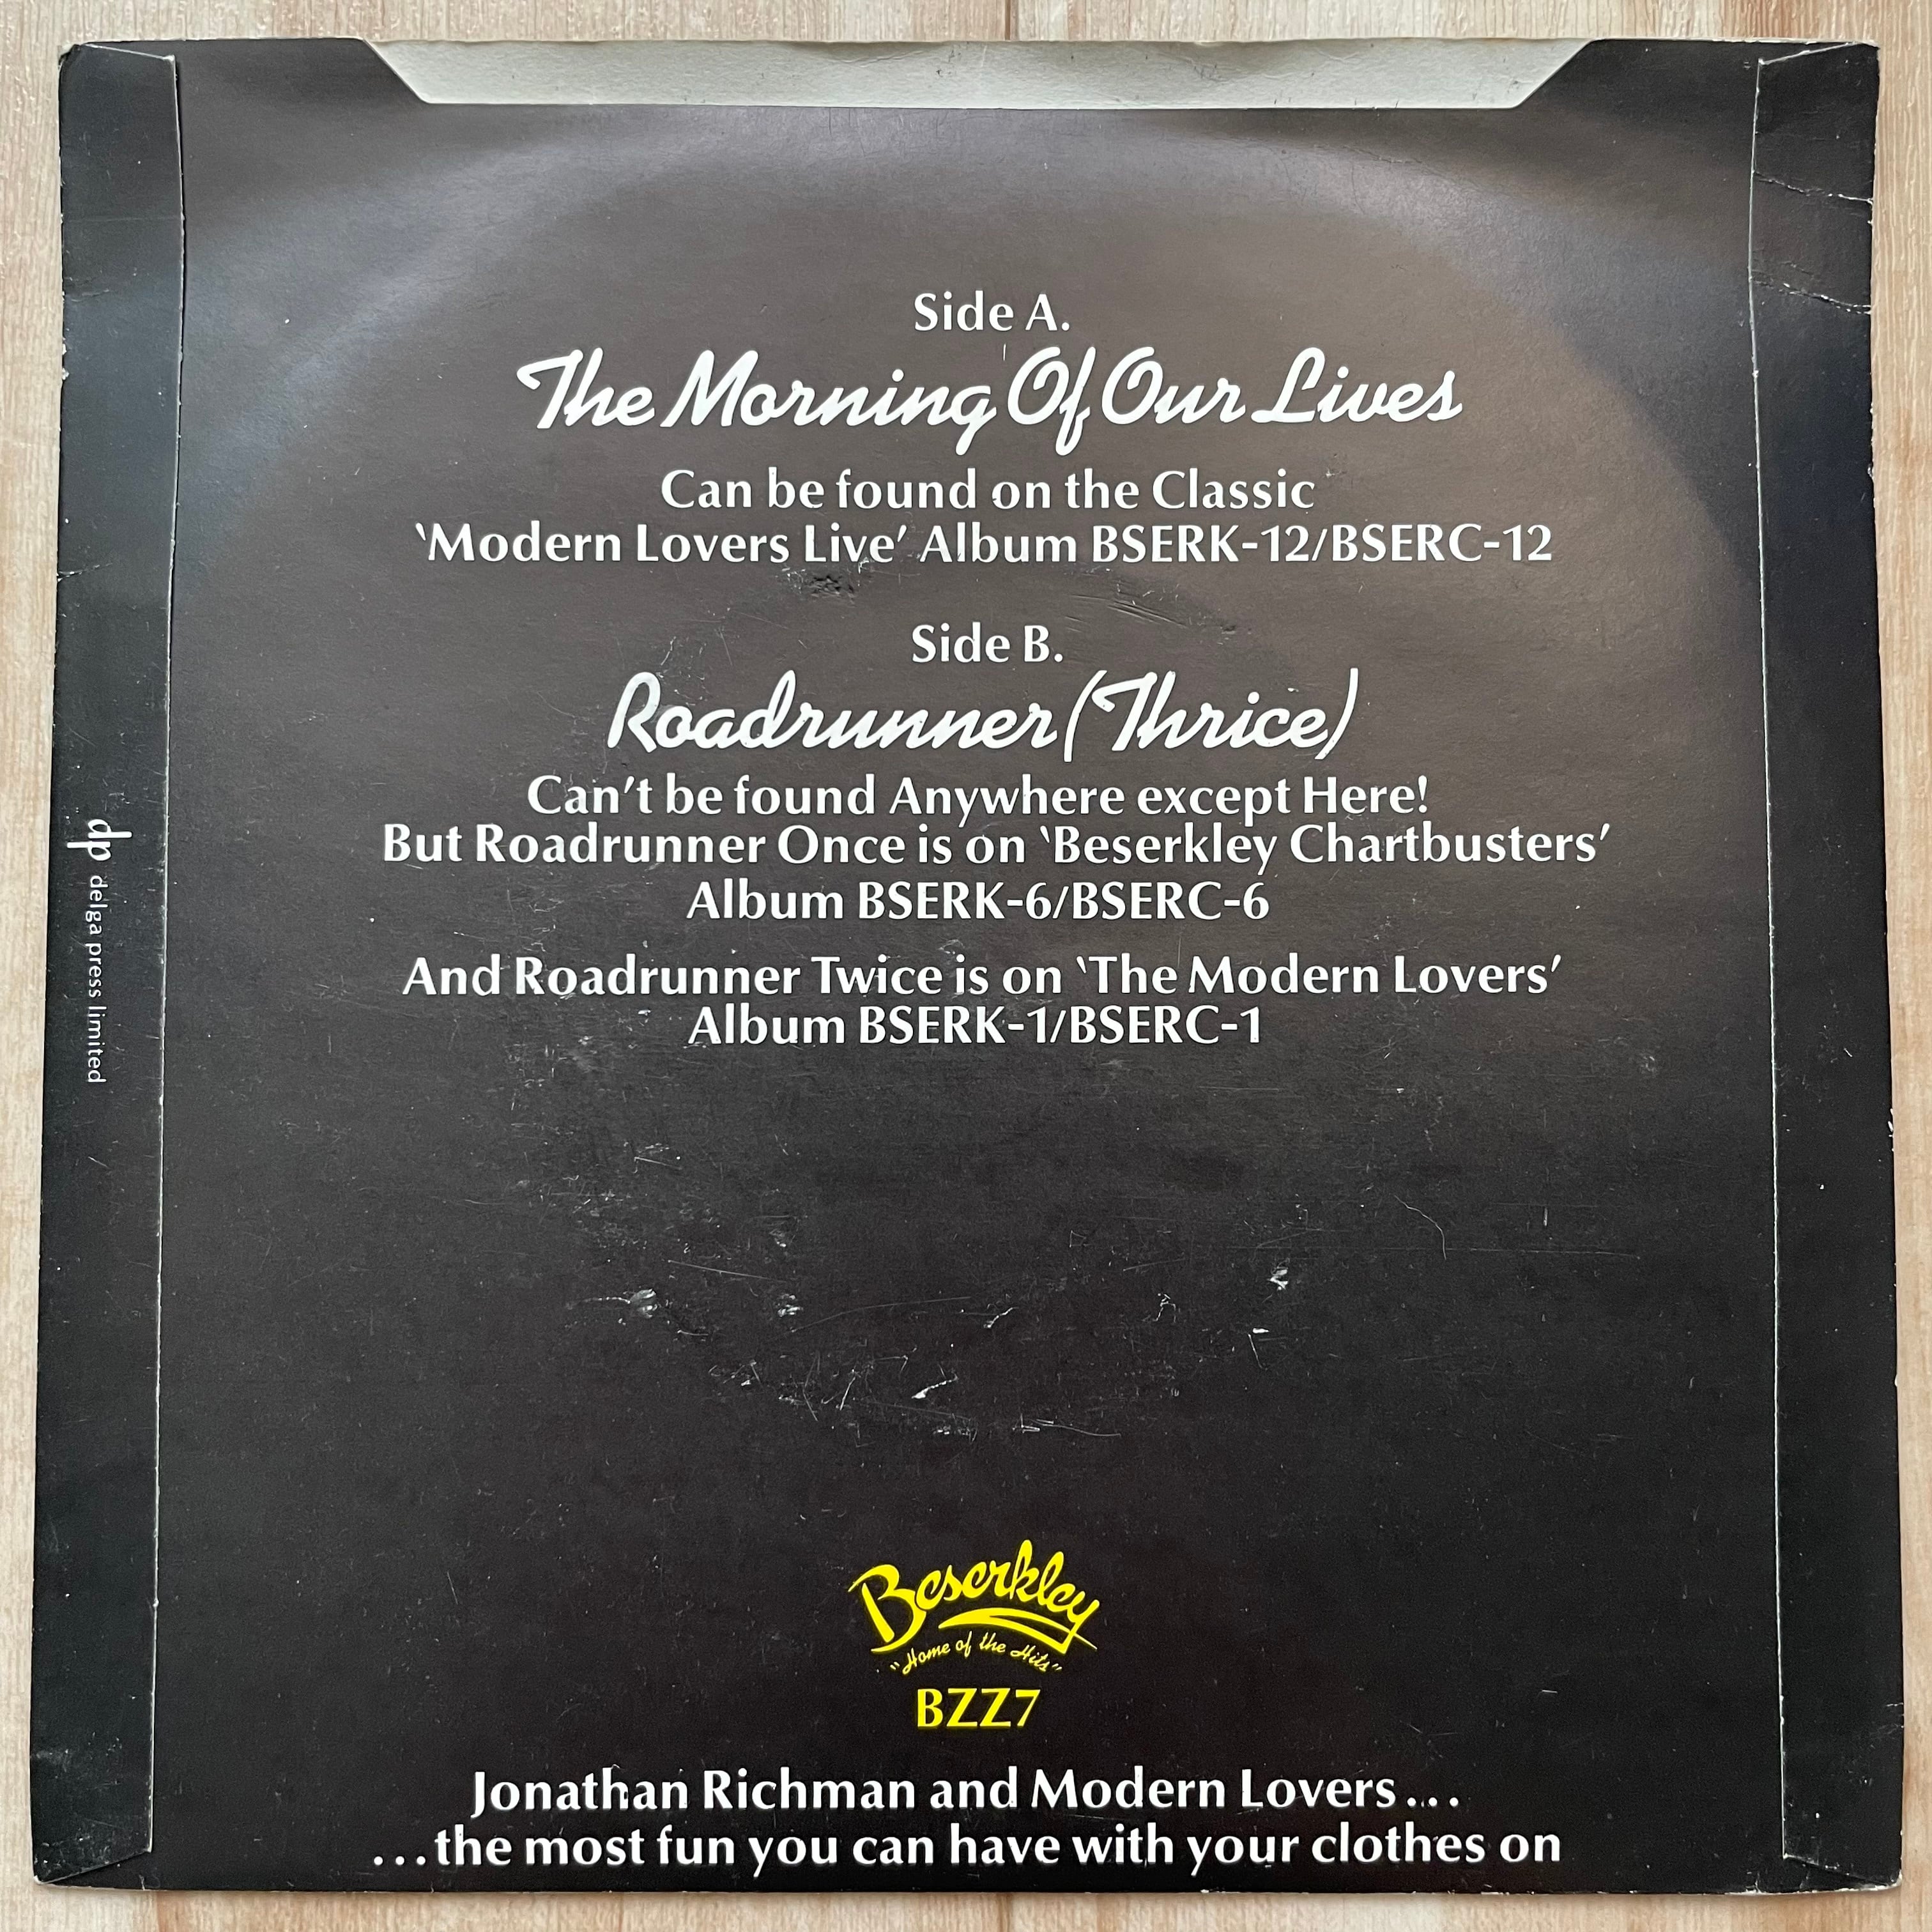 Side A.
The Morning Of Our Lives
Can be found on the Classic
‘Modern Lovers Live’ Album BSERK-12/BSERC-12
Side B.
Roadrunner (Thrice)
Can’t be found Anywhere except Here!
But Roadrunner Once is on ‘Beserkley Chartbusters’
Album BSERK-6/BSERC-6
And Roadrunner Twice is on ‘The Modern Lovers’
Album BSERK-1/BSERC-1
dp delga press limited
Beserkley
"Home of the Hits"
BZZ7
Jonathan Richman and Modern Lovers...
...the most fun you can have with your clothes on